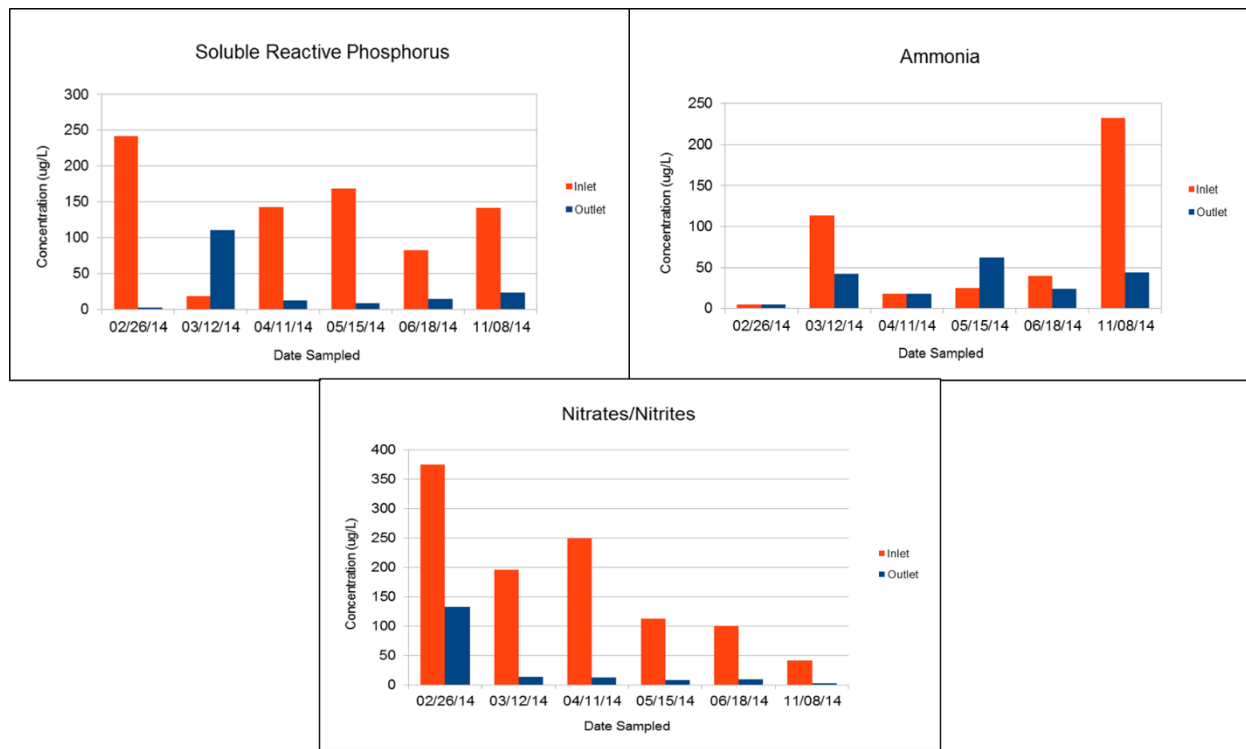 Soluble Reactive Phosphorus
Concentration (ug/L)
300
250
200
150
100
50
0
02/26/14 03/12/14 04/11/14 05/15/14 06/18/14 11/08/14
Date Sampled
Inlet
Outlet
Ammonia
Concentration (ug/L)
250
200
150
100
50
0
02/26/14 03/12/14 04/11/14 05/15/14 06/18/14 11/08/14
Date Sampled
Inlet
Outlet
Nitrates/Nitrites
Concentration (ug/L)
400
350
300
250
200
150
100
50
0
02/26/14 03/12/14 04/11/14 05/15/14 06/18/14 11/08/14
Date Sampled
Inlet
Outlet